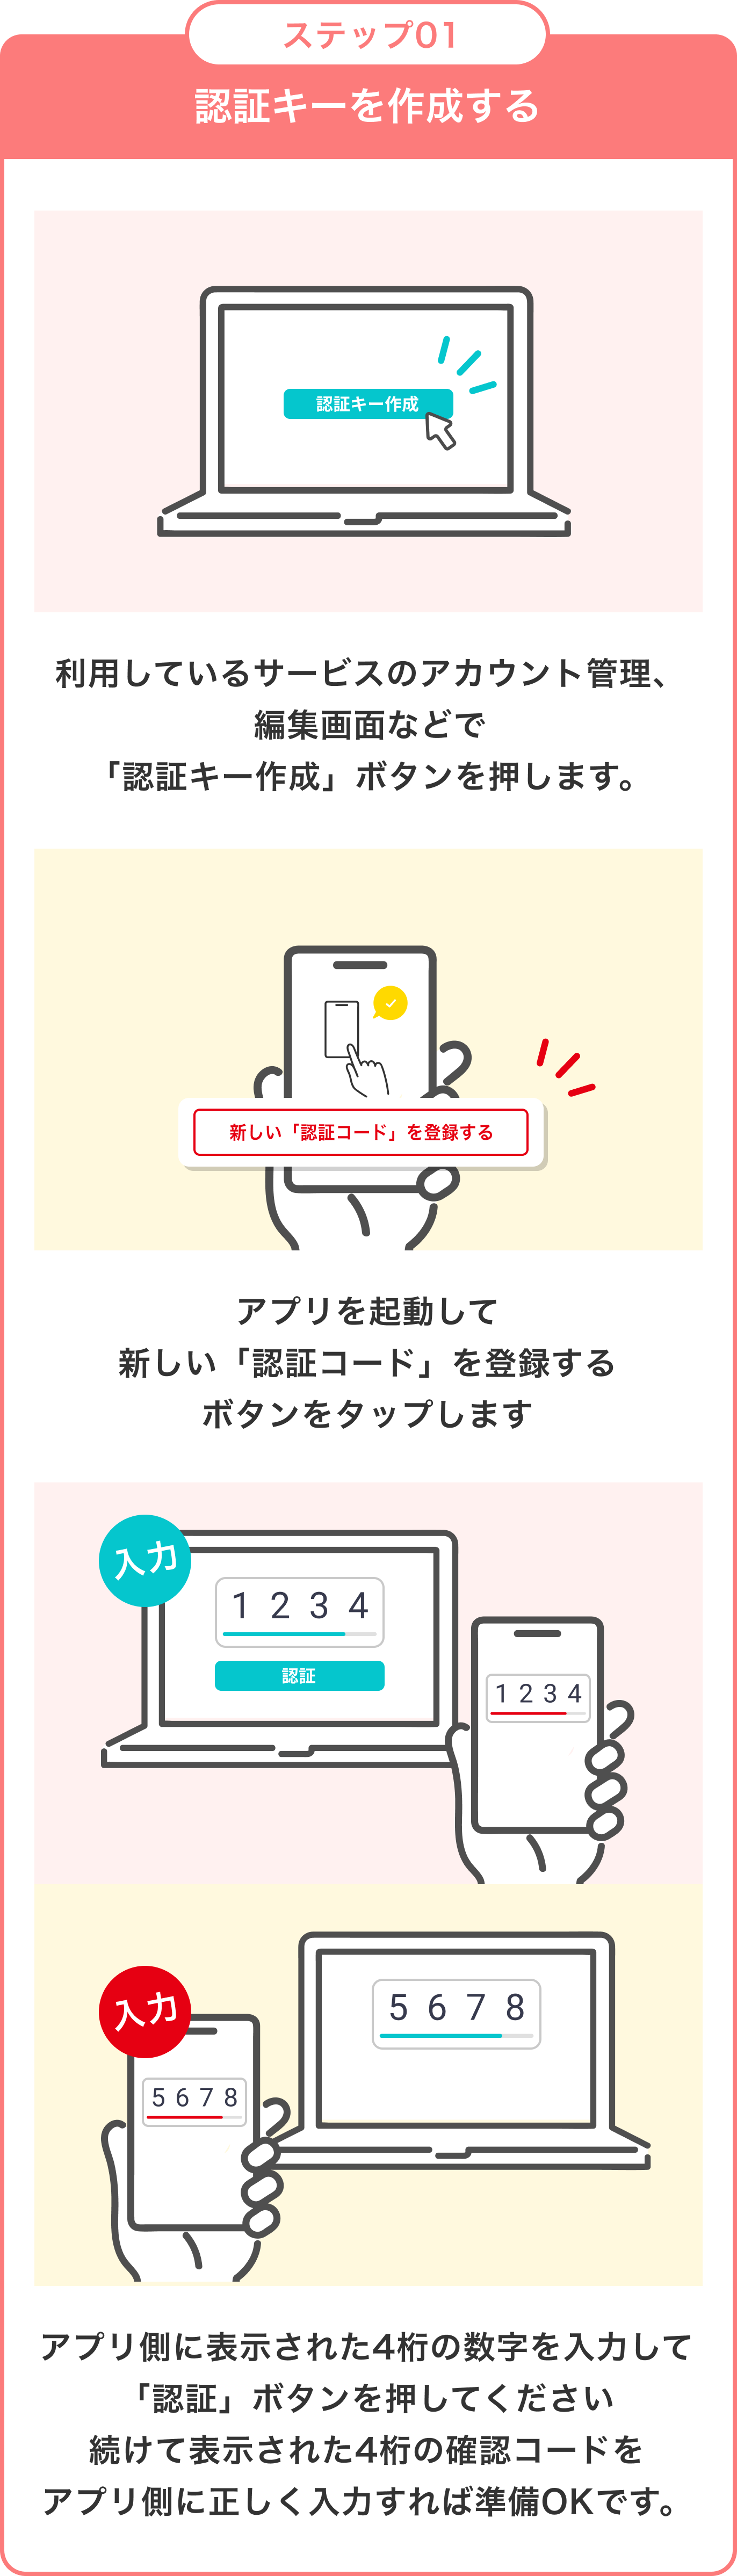 ステップ01
認証キーを作成する
認証キー作成
利用しているサービスのアカウント管理、
編集画面などで
「認証キー作成」ボタンを押します。
新しい「認証コード」を登録する
アプリを起動して
新しい「認証コード」を登録する
ボタンをタップします
入力
1 2 3 4
認証
1 2 3 4
入力
5 6 7 8
5 6 7 8
アプリ側に表示された4桁の数字を入力して
「認証」ボタンを押してください
続けて表示された4桁の確認コードを
アプリ側に正しく入力すれば準備OKです。